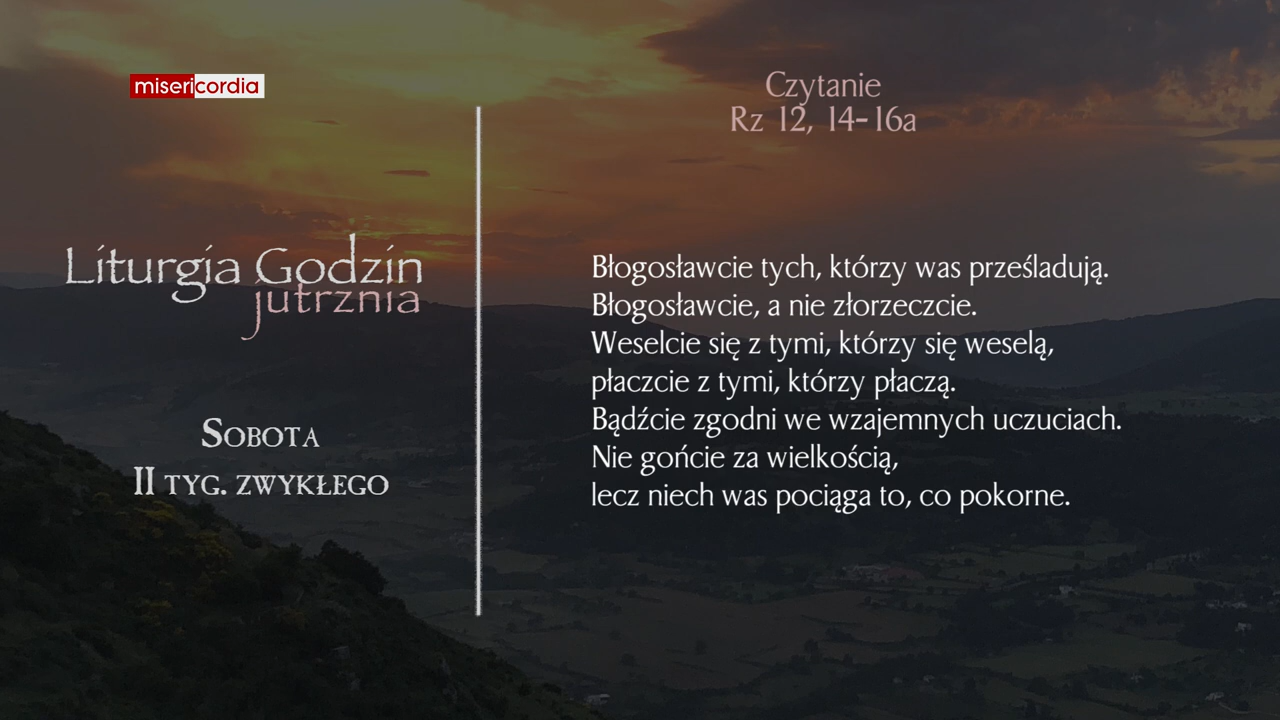 misericordia
Liturgia Godzin
jutrznia
Sobota
II tyg. zwykłego
Czytanie
Rz 12, 14-16a
Błogosławcie tych, którzy was prześladują.
Błogosławcie, a nie złorzeczcie.
Weselcie się z tymi, którzy się weselą,
płaczcie z tymi, którzy płaczą.
Bądźcie zgodni we wzajemnych uczuciach.
Nie gońcie za wielkością,
lecz niech was pociąga to, co pokorne.